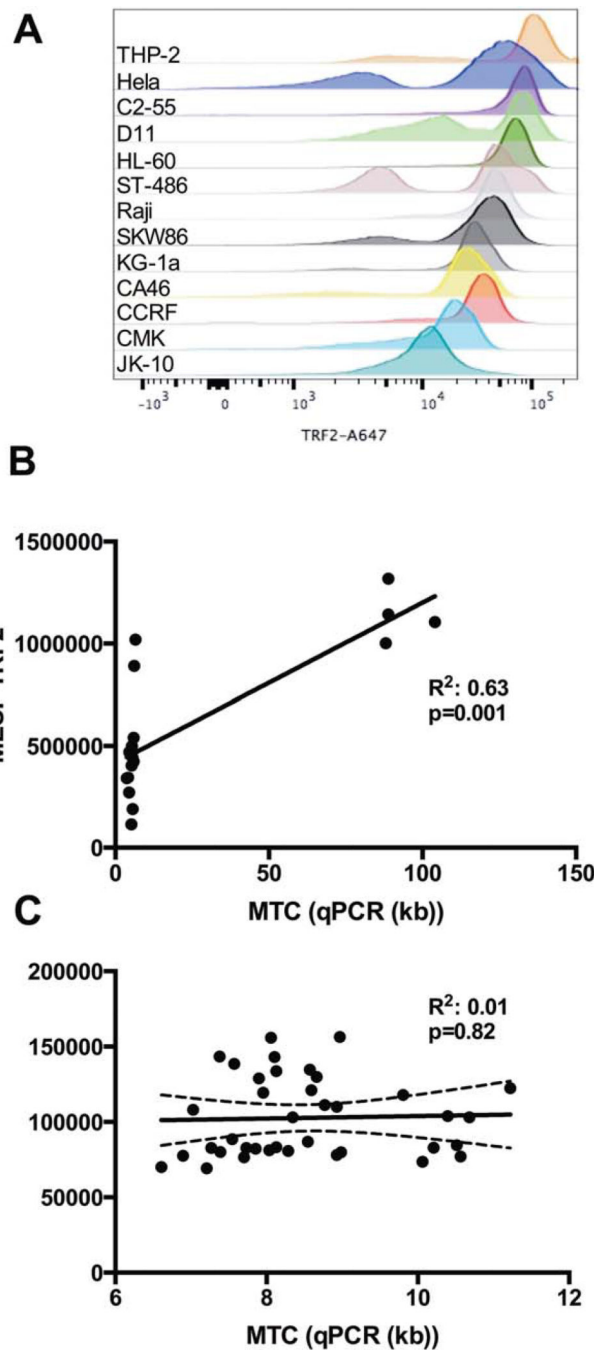 A
THP-2
Hela
C2-55
D11
HL-60
ST-486
Raji
SKW86
KG-1a
CA46
CCRF
CMK
JK-10
-10³ 0 10³ 10⁴ 10⁵
TRF2-A647
B
1500000
1000000
500000
0
R²: 0.63
p=0.001
0 50 100 150
MTC (qPCR (kb))
C
200000
150000
100000
50000
0
R²: 0.01
p=0.82
6 8 10 12
MTC (qPCR (kb))